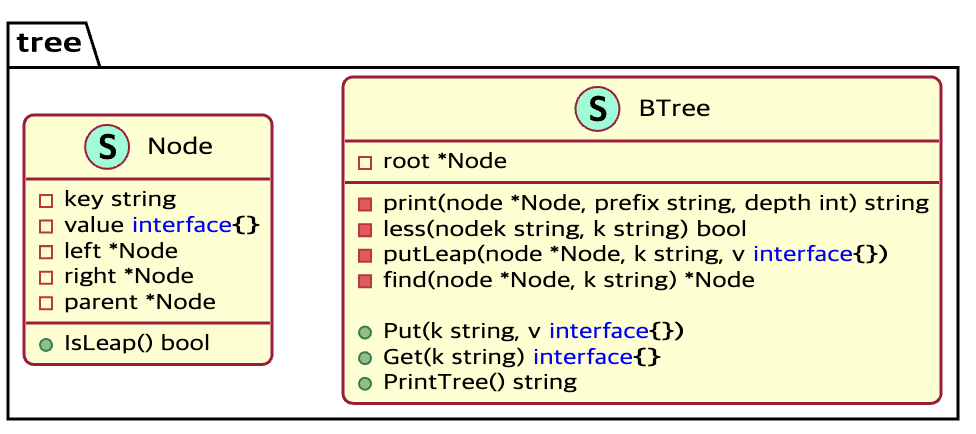 tree
S Node
key string
value interface{}
left *Node
right *Node
parent *Node
IsLeap() bool
S BTree
root *Node
print(node *Node, prefix string, depth int) string
less(nodek string, k string) bool
putLeap(node *Node, k string, v interface{})
find(node *Node, k string) *Node
Put(k string, v interface{})
Get(k string) interface{}
PrintTree() string